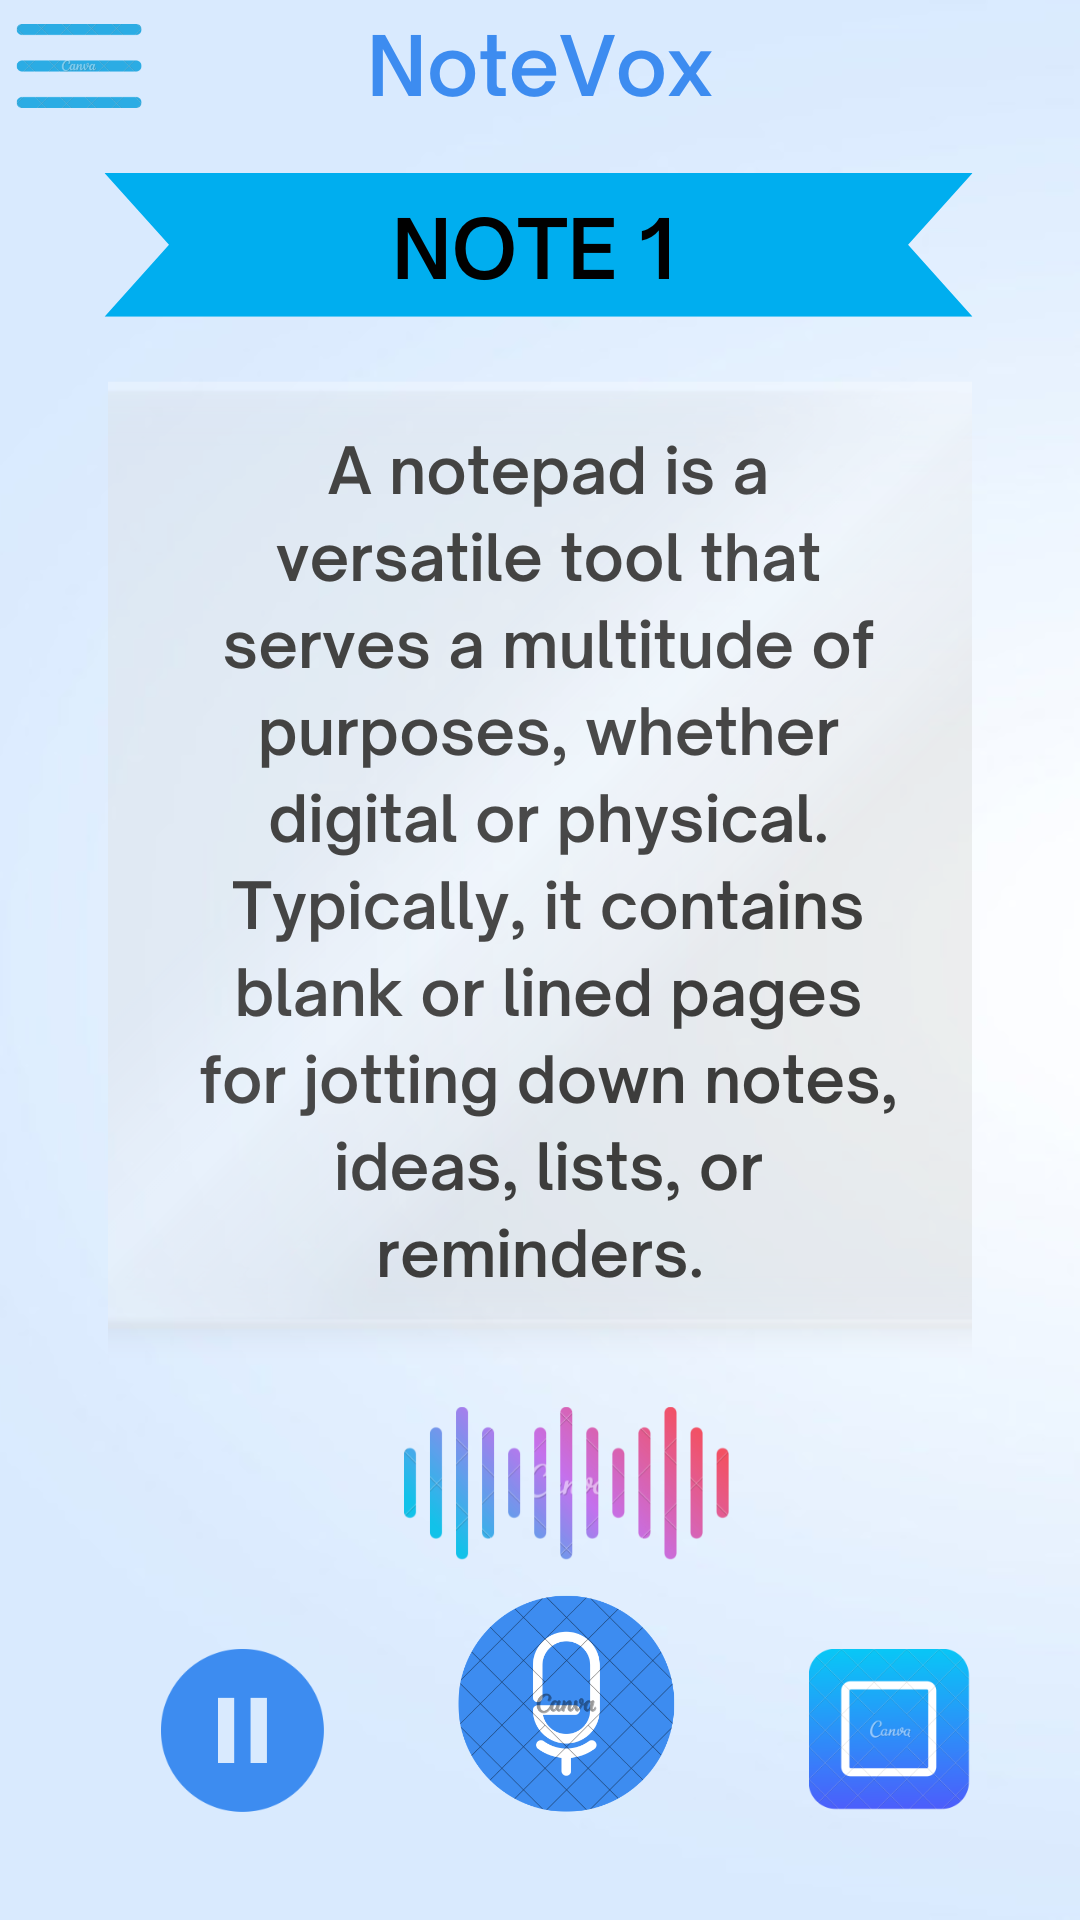 Canva
NoteVox
NOTE 1
A notepad is a
versatile tool that
serves a multitude of
purposes, whether
digital or physical.
Typically, it contains
blank or lined pages
for jotting down notes,
ideas, lists, or
reminders.
Canva
Canva
Canva